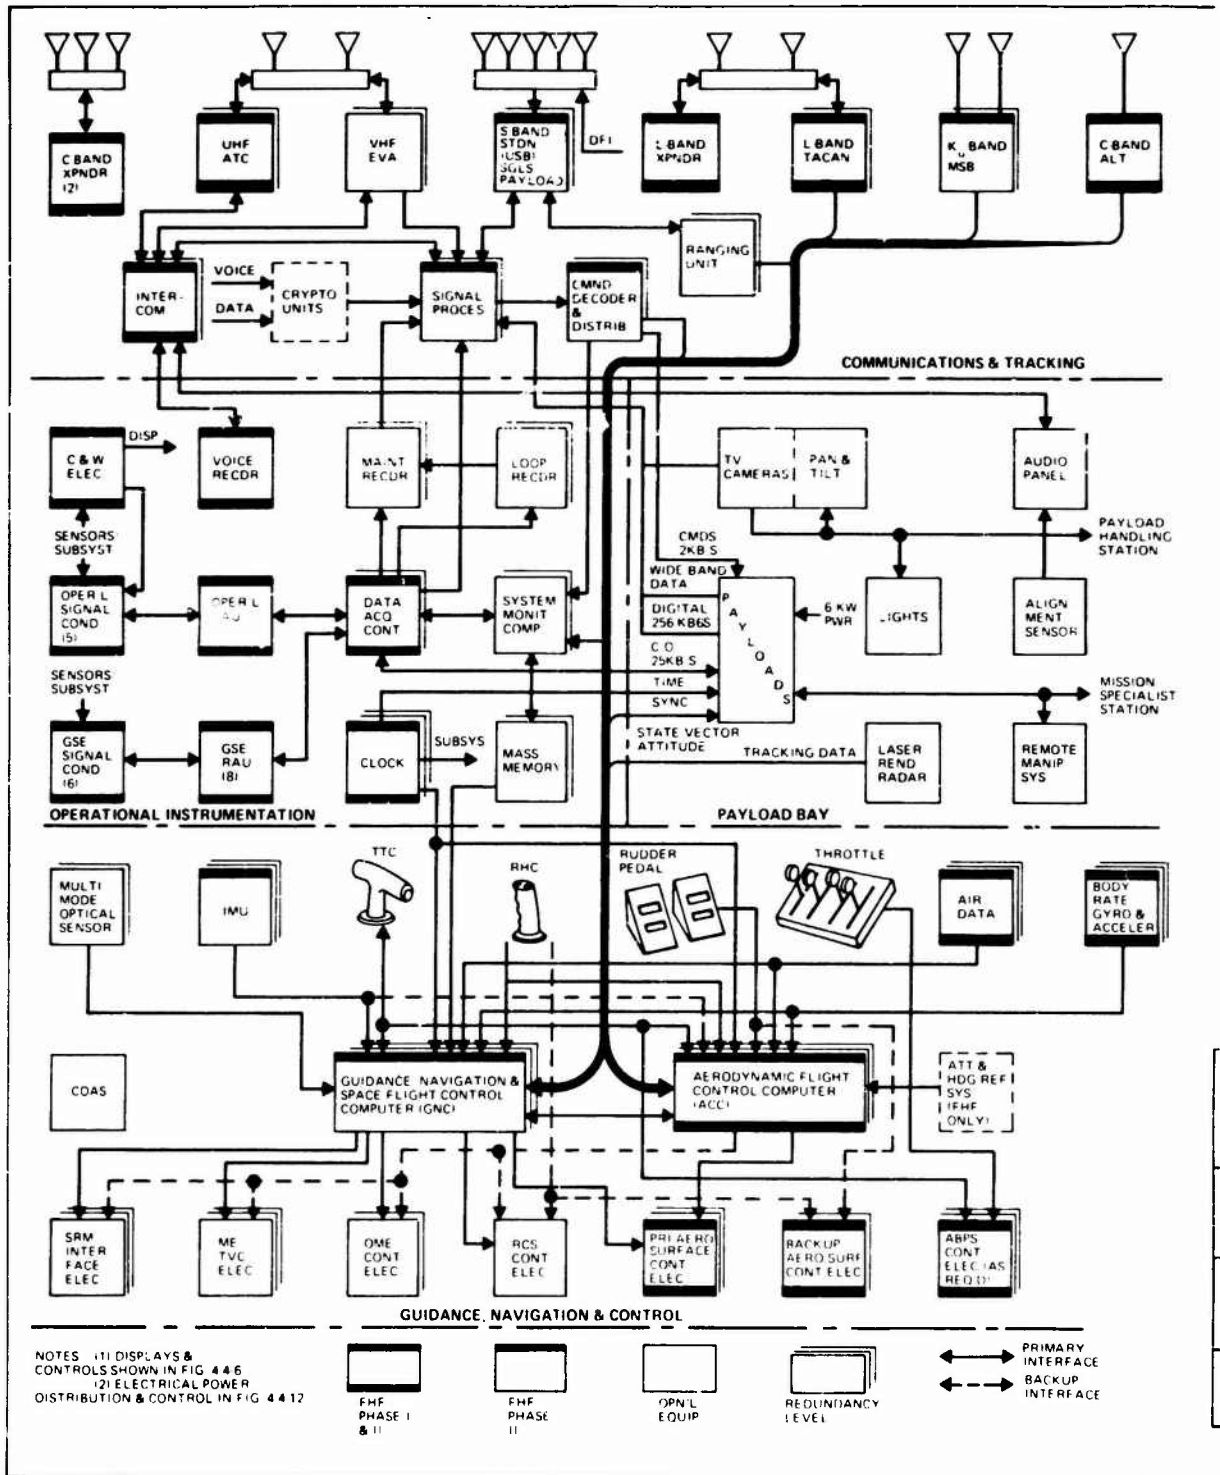 C BAND
XPNDR
(2)
UHF
ATC
VHF
EVA
S BAND
STDN
(USB)
SGLS
PAYLOAD
DFI
L BAND
XPNDR
L BAND
TACAN
Ku BAND
MSB
C BAND
ALT
RANGING
UNIT
INTER-
COM
VOICE
DATA
CRYPTO
UNITS
SIGNAL
PROCES
CMND
DECODER
&
DISTRIB
COMMUNICATIONS & TRACKING
C & W
ELEC
DISP
VOICE
RECDR
MAINT
RECDR
LOOP
RECDR
TV
CAMERAS
PAN &
TILT
AUDIO
PANEL
SENSORS
SUBSYST
CMDS
2KB S
PAYLOAD
HANDLING
STATION
WIDE BAND
DATA
OPER L
SIGNAL
COND
(5)
OPER L
DATA
ACQ
CONT
SYSTEM
MONIT
COMP
DIGITAL
256 KB6S
PAYLOADS
6 KW
PWR
LIGHTS
ALIGN
MENT
SENSOR
C O
25KB S
SENSORS
SUBSYST
TIME
SYNC
MISSION
SPECIALIST
STATION
STATE VECTOR
ATTITUDE
TRACKING DATA
GSE
SIGNAL
COND
(6)
GSE
RAU
(8)
CLOCK
SUBSYS
MASS
MEMORY
LASER
REND
RADAR
REMOTE
MANIP
SYS
OPERATIONAL INSTRUMENTATION
PAYLOAD BAY
MULTI
MODE
OPTICAL
SENSOR
IMU
TTC
RHC
RUDDER
PEDAL
THROTTLE
AIR
DATA
BODY
RATE
GYRO &
ACCELER
COAS
GUIDANCE NAVIGATION &
SPACE FLIGHT CONTROL
COMPUTER (GNC)
AERODYNAMIC FLIGHT
CONTROL COMPUTER
(ACC)
ATT &
HDG REF
SYS
(FHF
ONLY)
SRM
INTER
FACE
ELEC
ME
TVC
ELEC
OME
CONT
ELEC
RCS
CONT
ELEC
PRI AERO
SURFACE
CONT
ELEC
BACKUP
AERO SURF
CONT ELEC
ABPS
CONT
ELEC (AS
REQ D)
GUIDANCE, NAVIGATION & CONTROL
NOTES (1) DISPLAYS &
CONTROLS SHOWN IN FIG 4 4 6
(2) ELECTRICAL POWER
DISTRIBUTION & CONTROL IN FIG 4 4 12
FHF
PHASE I
& II
FHF
PHASE
II
OPN'L
EQUIP
REDUNDANCY
LEVEL
PRIMARY
INTERFACE
BACKUP
INTERFACE